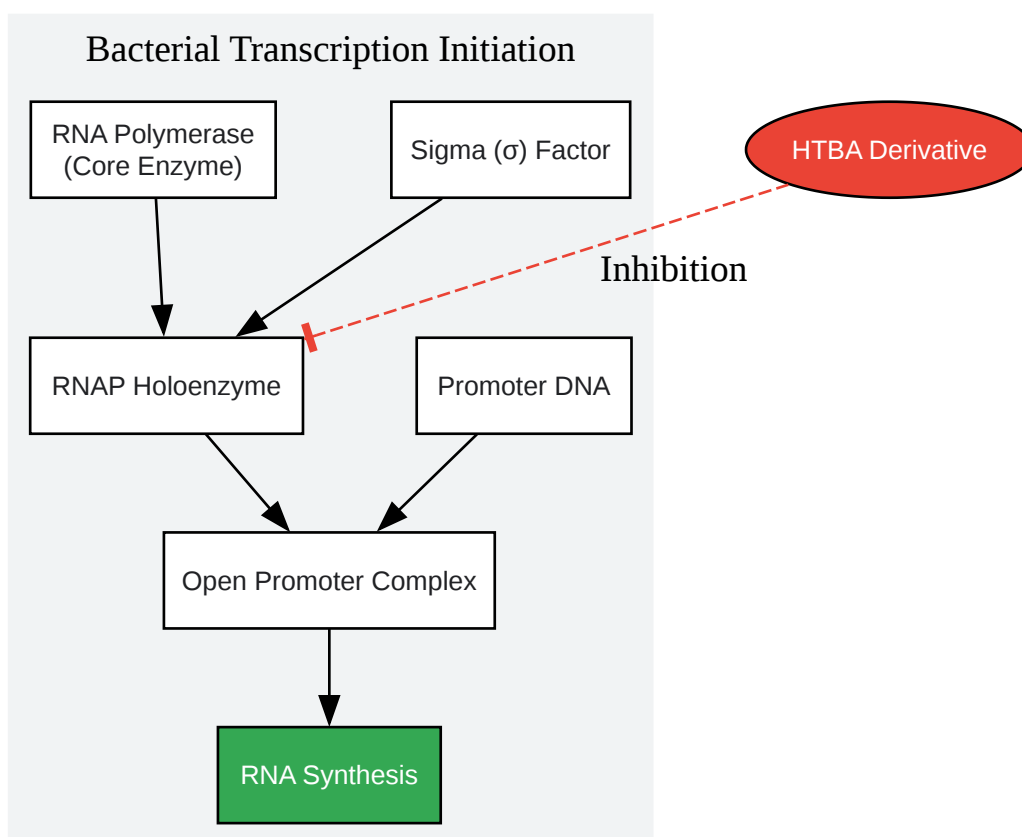 Bacterial Transcription Initiation
RNA Polymerase
(Core Enzyme)
Sigma (σ) Factor
HTBA Derivative
Inhibition
RNAP Holoenzyme
Promoter DNA
Open Promoter Complex
RNA Synthesis